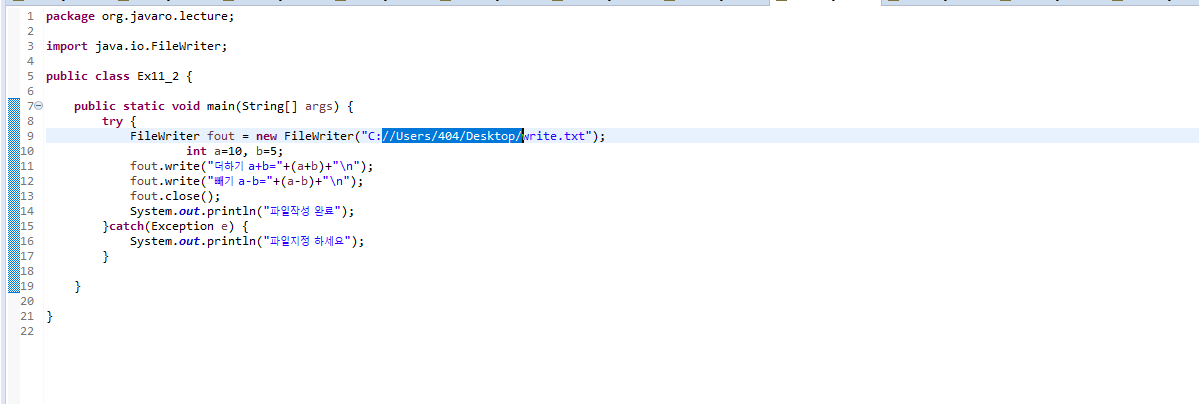 1 package org.javaro.lecture;
2
3 import java.io.FileWriter;
4
5 public class Ex11_2 {
6
7 public static void main(String[] args) {
8 try {
9 FileWriter fout = new FileWriter("C://Users/404/Desktop/write.txt");
10 int a=10, b=5;
11 fout.write("더하기 a+b="+(a+b)+"\n");
12 fout.write("빼기 a-b="+(a-b)+"\n");
13 fout.close();
14 System.out.println("파일작성 완료");
15 }catch(Exception e) {
16 System.out.println("파일지정 하세요");
17 }
18
19 }
20
21 }
22